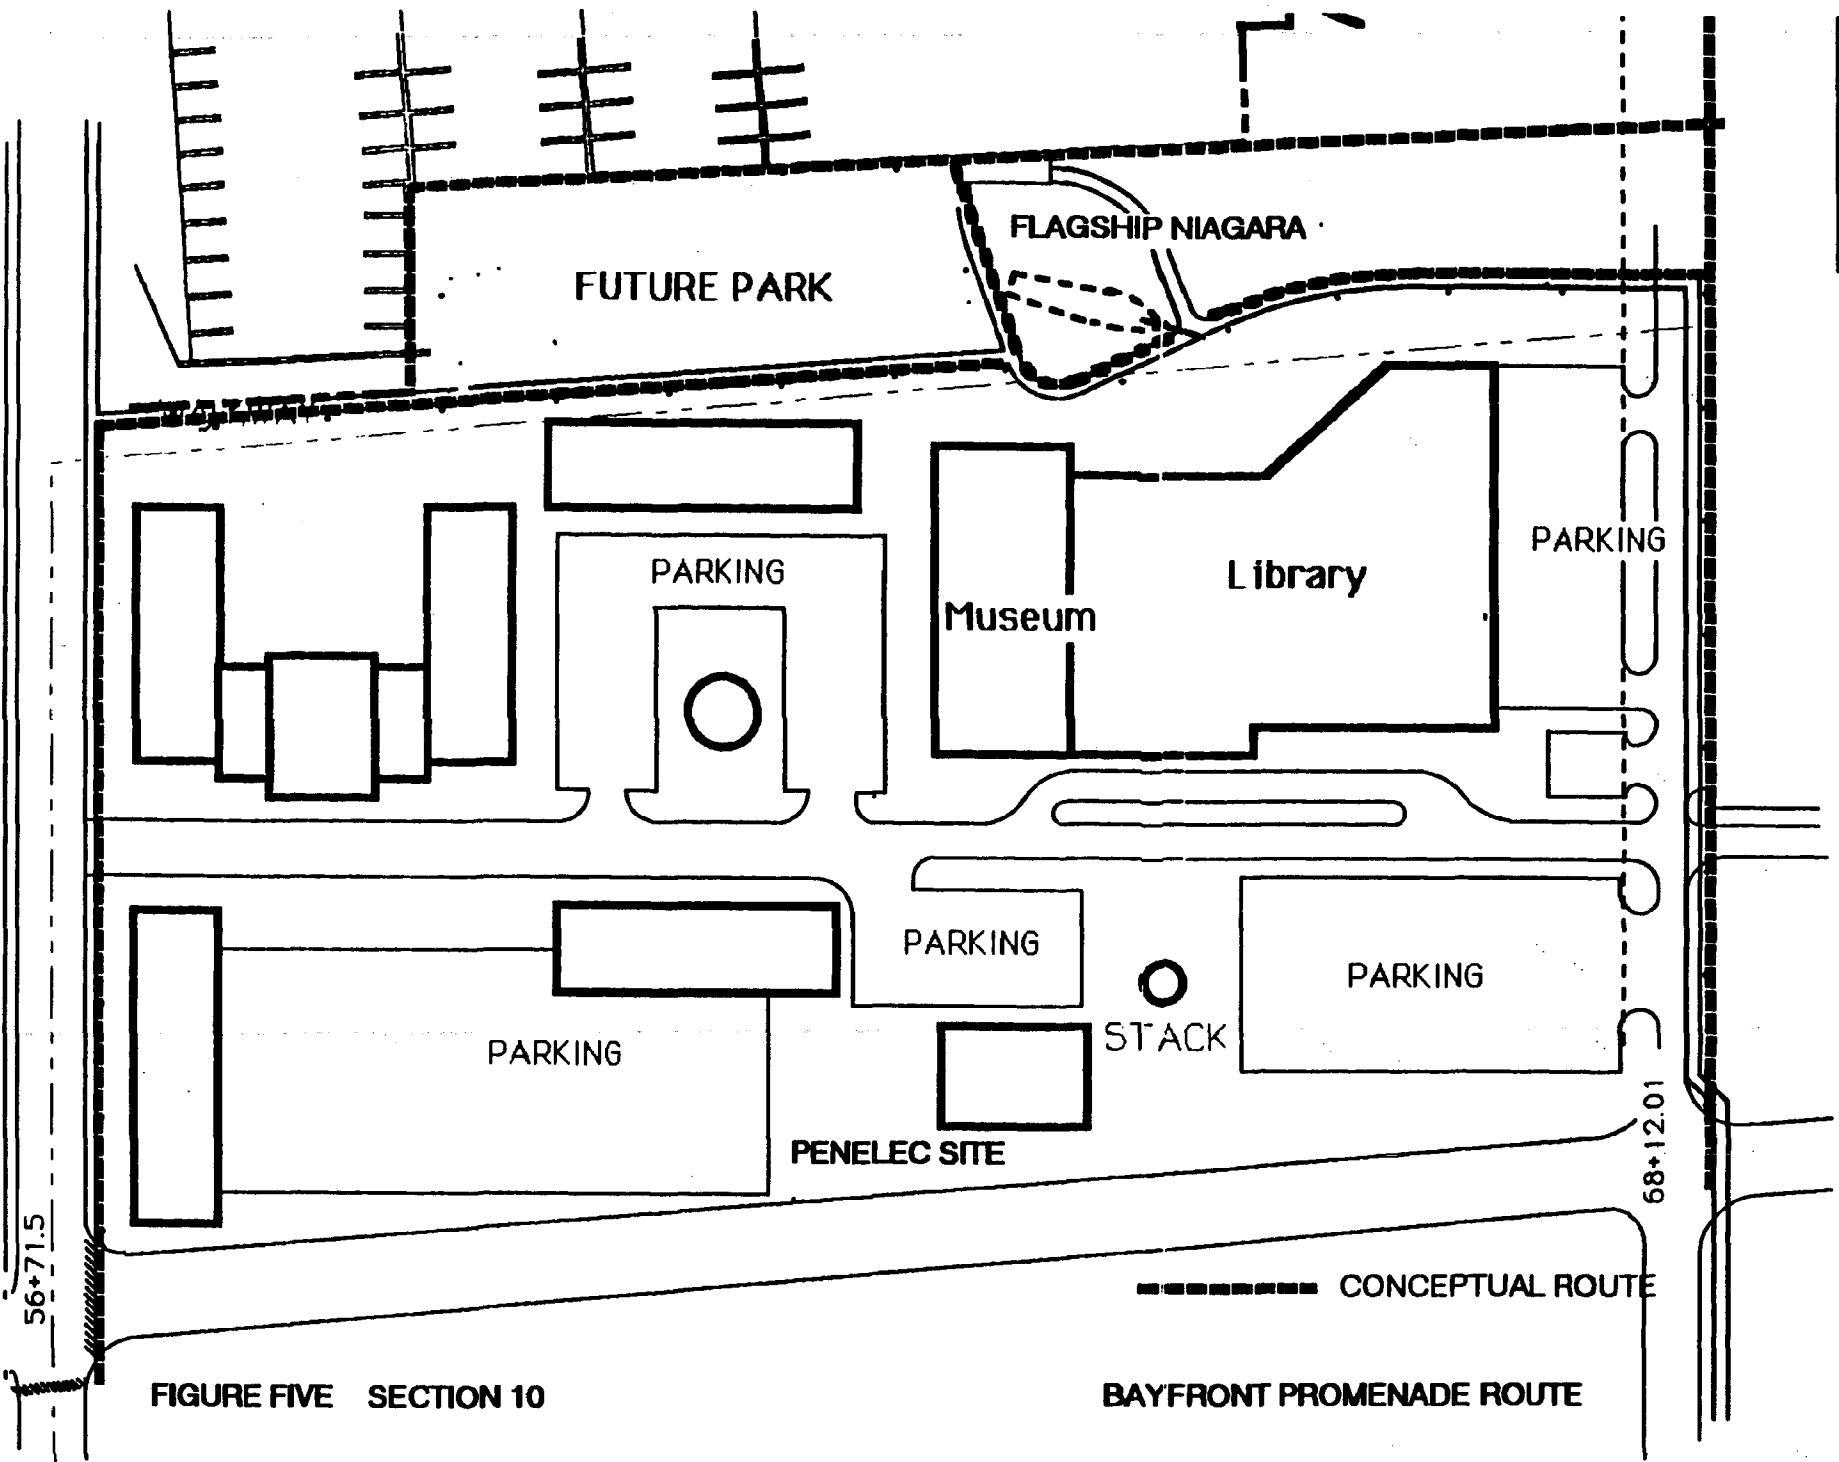 FLAGSHIP NIAGARA
FUTURE PARK
PARKING
PARKING
Library
Museum
PARKING
PARKING
STACK
PARKING
PENELEC SITE
68+12.01
56+71.5
CONCEPTUAL ROUTE
FIGURE FIVE SECTION 10
BAYFRONT PROMENADE ROUTE